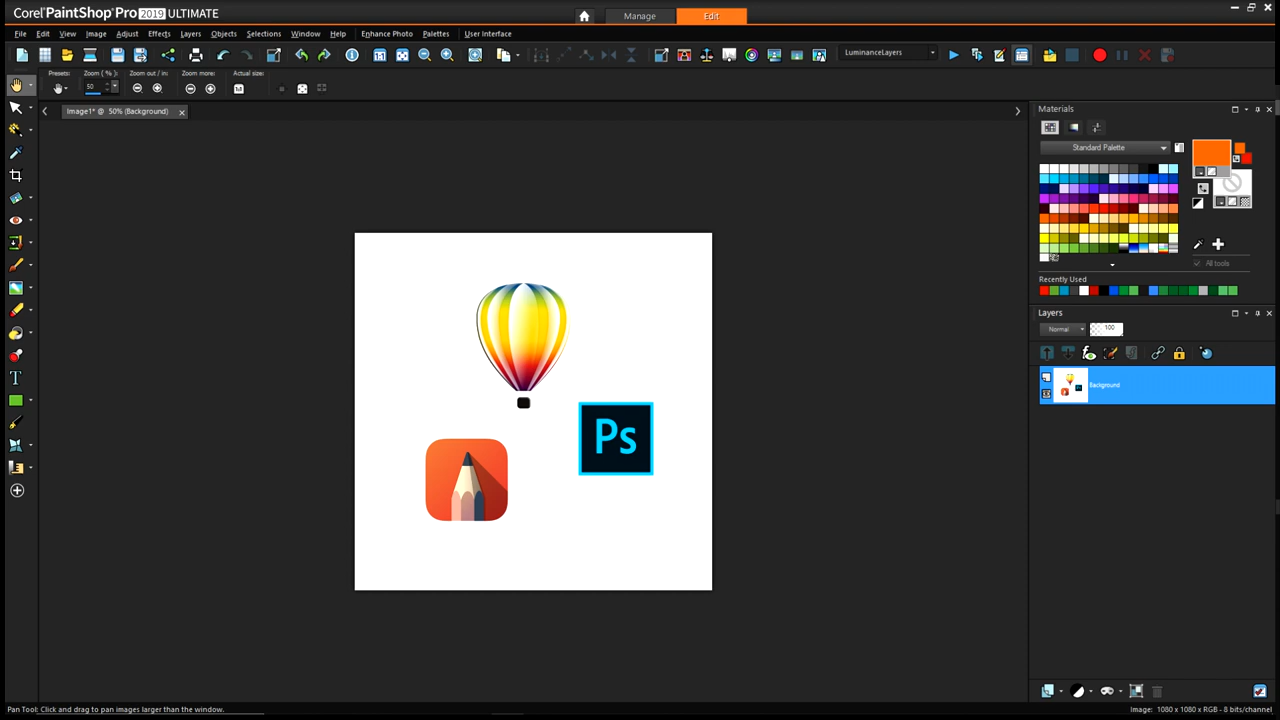 Corel® PaintShop Pro 2019 ULTIMATE
Manage
Edit
File Edit View Image Adjust Effects Layers Objects Selections Window Help Enhance Photo Palettes User Interface
LuminanceLayers
Presets: Zoom ( % ): Zoom out / in: Zoom more: Actual size:
50
Image1* @ 50% (Background)
Materials
Standard Palette
All tools
Recently Used
Layers
Normal
100
Background
Ps
Pan Tool: Click and drag to pan images larger than the window.
Image: 1080 x 1080 x RGB - 8 bits/channel